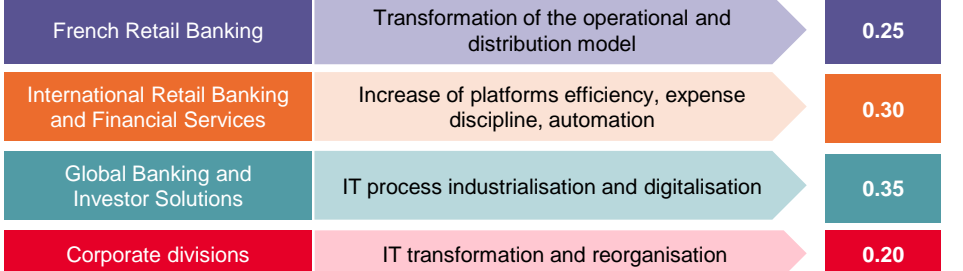 French Retail Banking
Transformation of the operational and
distribution model
0.25
International Retail Banking
and Financial Services
Increase of platforms efficiency, expense
discipline, automation
0.30
Global Banking and
Investor Solutions
IT process industrialisation and digitalisation
0.35
Corporate divisions
IT transformation and reorganisation
0.20